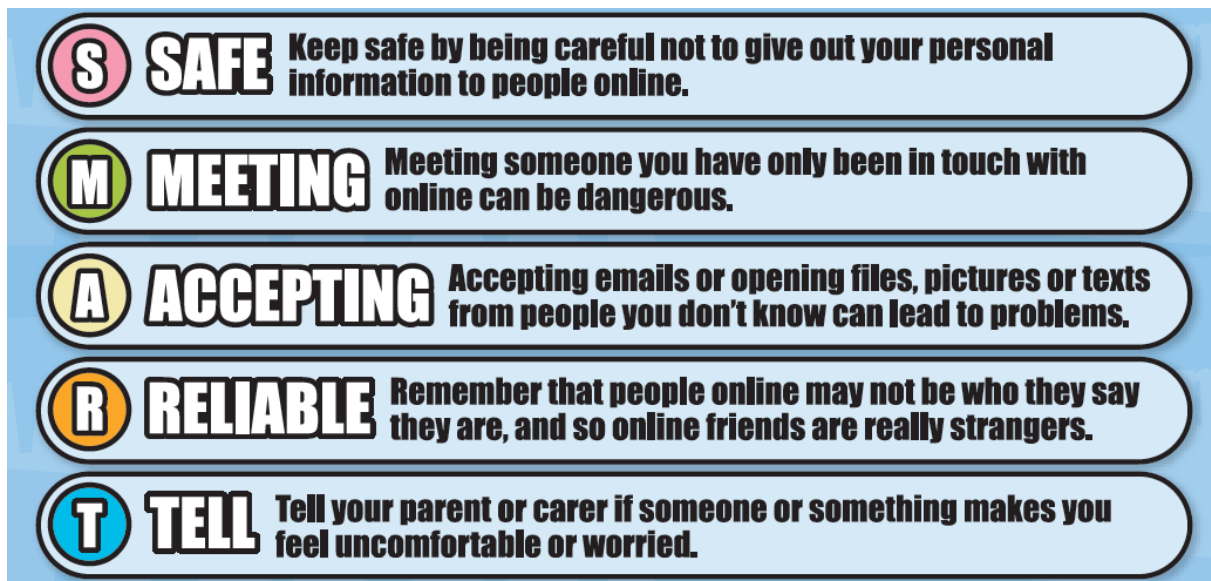 S SAFE Keep safe by being careful not to give out your personal
information to people online.
M MEETING Meeting someone you have only been in touch with
online can be dangerous.
A ACCEPTING Accepting emails or opening files, pictures or texts
from people you don't know can lead to problems.
R RELIABLE Remember that people online may not be who they say
they are, and so online friends are really strangers.
T TELL Tell your parent or carer if someone or something makes you
feel uncomfortable or worried.